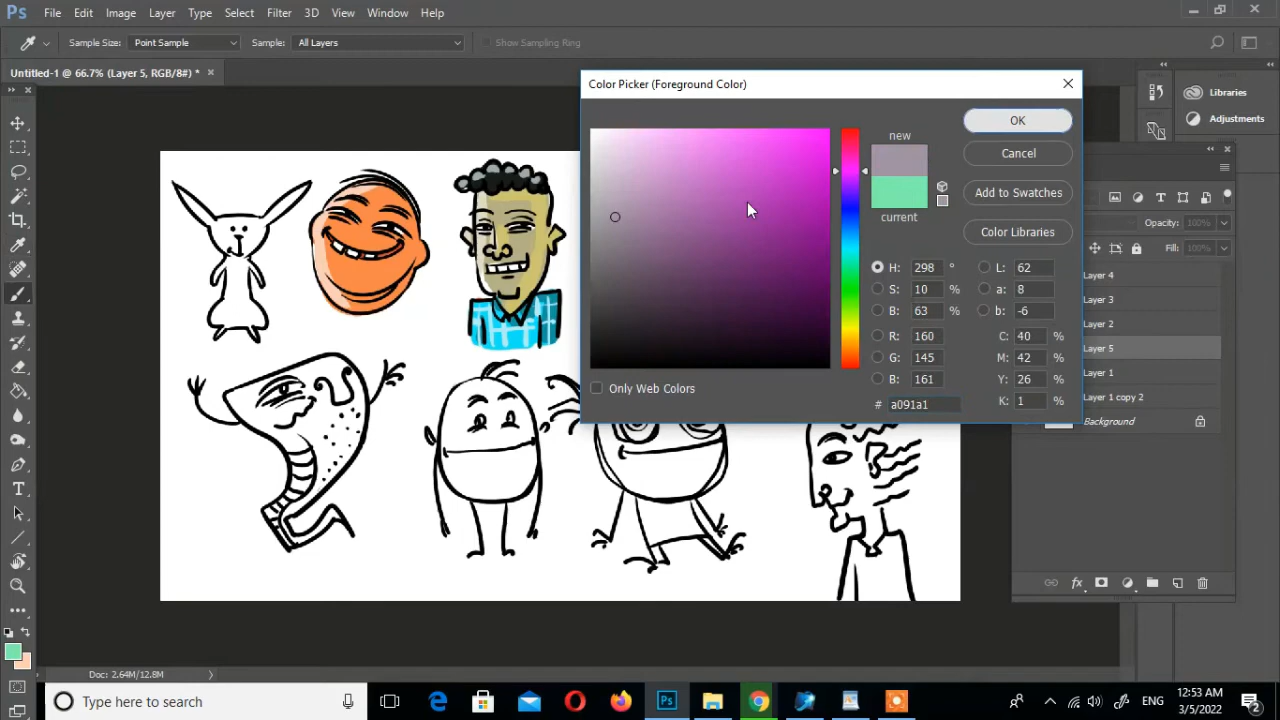 Ps File Edit Image Layer Type Select Filter 3D View Window Help
Sample Size: Point Sample Sample: All Layers Show Sampling Ring
Untitled-1 @ 66.7% (Layer 5, RGB/8#) *
Color Picker (Foreground Color)
new
current
OK
Cancel
Add to Swatches
Color Libraries
H: 298 ° L: 62
S: 10 % a: 8
B: 63 % b: -6
R: 160 C: 40 %
G: 145 M: 42 %
B: 161 Y: 26 %
# a091a1 K: 1 %
Only Web Colors
Libraries
Adjustments
Opacity: 100%
Fill: 100%
Layer 4
Layer 3
Layer 2
Layer 5
Layer 1
Layer 1 copy 2
Background
fx
Doc: 2.64M/12.8M
Type here to search
Ps
ENG
12:53 AM
3/5/2022
2